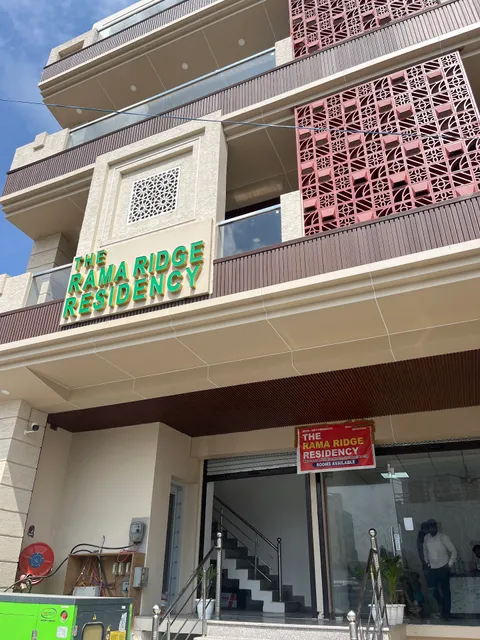 THE
RAMA RIDGE
RESIDENCY
THE
RAMA RIDGE
RESIDENCY
ROOMS AVAILABLE